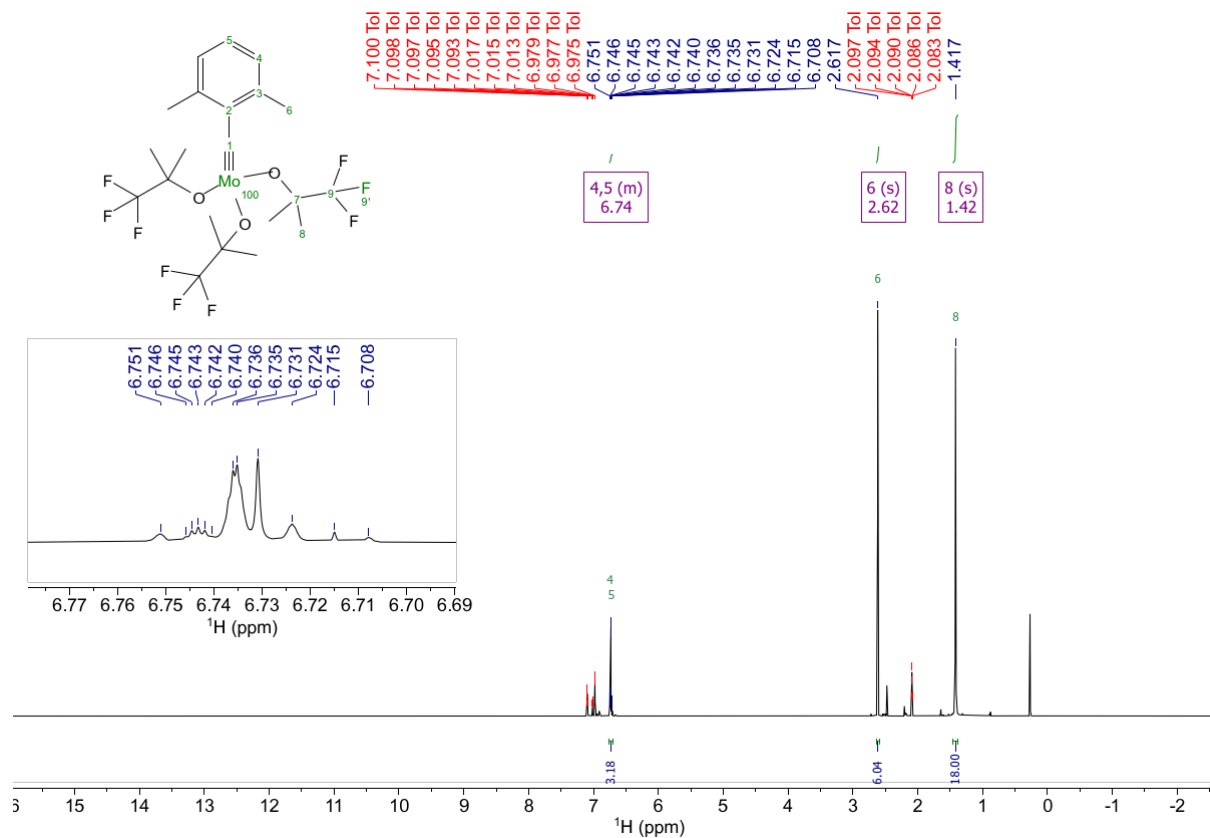 7.100 Tol
7.098 Tol
7.097 Tol
7.095 Tol
7.093 Tol
7.017 Tol
7.015 Tol
7.013 Tol
6.979 Tol
6.977 Tol
6.975 Tol
6.751
6.746
6.745
6.743
6.742
6.740
6.736
6.735
6.731
6.724
6.715
6.708
2.617
2.097 Tol
2.094 Tol
2.090 Tol
2.086 Tol
2.083 Tol
1.417
5
4
3
2
6
1
Mo
100
O
O
O
F
F
F
7
8
9
F
F
9'
F
F
F
F
4,5 (m)
6.74
6 (s)
2.62
8 (s)
1.42
6.751
6.746
6.745
6.743
6.742
6.740
6.736
6.735
6.731
6.724
6.715
6.708
6.77 6.76 6.75 6.74 6.73 6.72 6.71 6.70 6.69
¹H (ppm)
6
8
4
5
3.18
6.04
18.00
6 15 14 13 12 11 10 9 8 7 6 5 4 3 2 1 0 -1 -2
¹H (ppm)